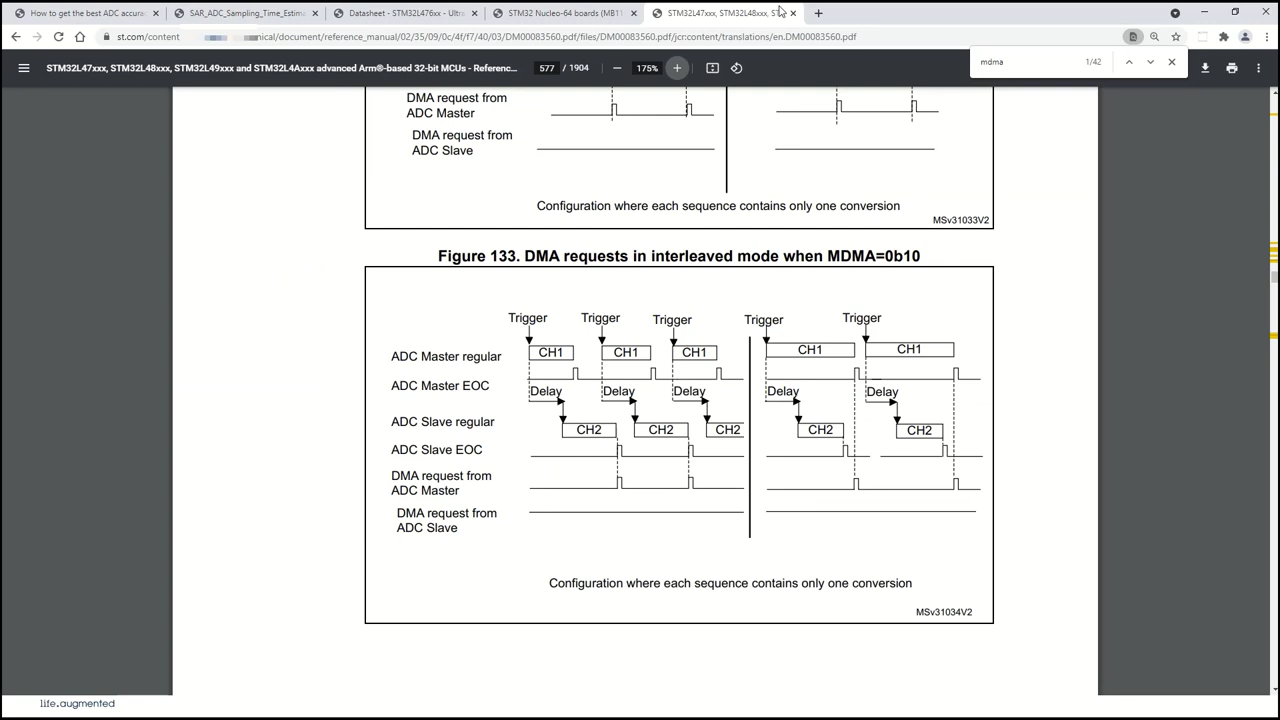 How to get the best ADC accura
SAR_ADC_Sampling_Time_Estima
Datasheet - STM32L476xx - Ultra
STM32 Nucleo-64 boards (MB11
STM32L47xxx, STM32L48xxx, ST
st.com/content
nical/document/reference_manual/02/35/09/0c/4f/f7/40/03/DM00083560.pdf/files/DM00083560.pdf/jcr:content/translations/en.DM00083560.pdf
STM32L47xxx, STM32L48xxx, STM32L49xxx and STM32L4Axxx advanced Arm®-based 32-bit MCUs - Referenc...
577 / 1904
175%
mdma
1/42
DMA request from
ADC Master
DMA request from
ADC Slave
Configuration where each sequence contains only one conversion
MSv31033V2
Figure 133. DMA requests in interleaved mode when MDMA=0b10
Trigger Trigger Trigger Trigger Trigger
ADC Master regular CH1 CH1 CH1 CH1 CH1
ADC Master EOC
Delay Delay Delay Delay Delay
ADC Slave regular CH2 CH2 CH2 CH2 CH2
ADC Slave EOC
DMA request from
ADC Master
DMA request from
ADC Slave
Configuration where each sequence contains only one conversion
MSv31034V2
life.augmented